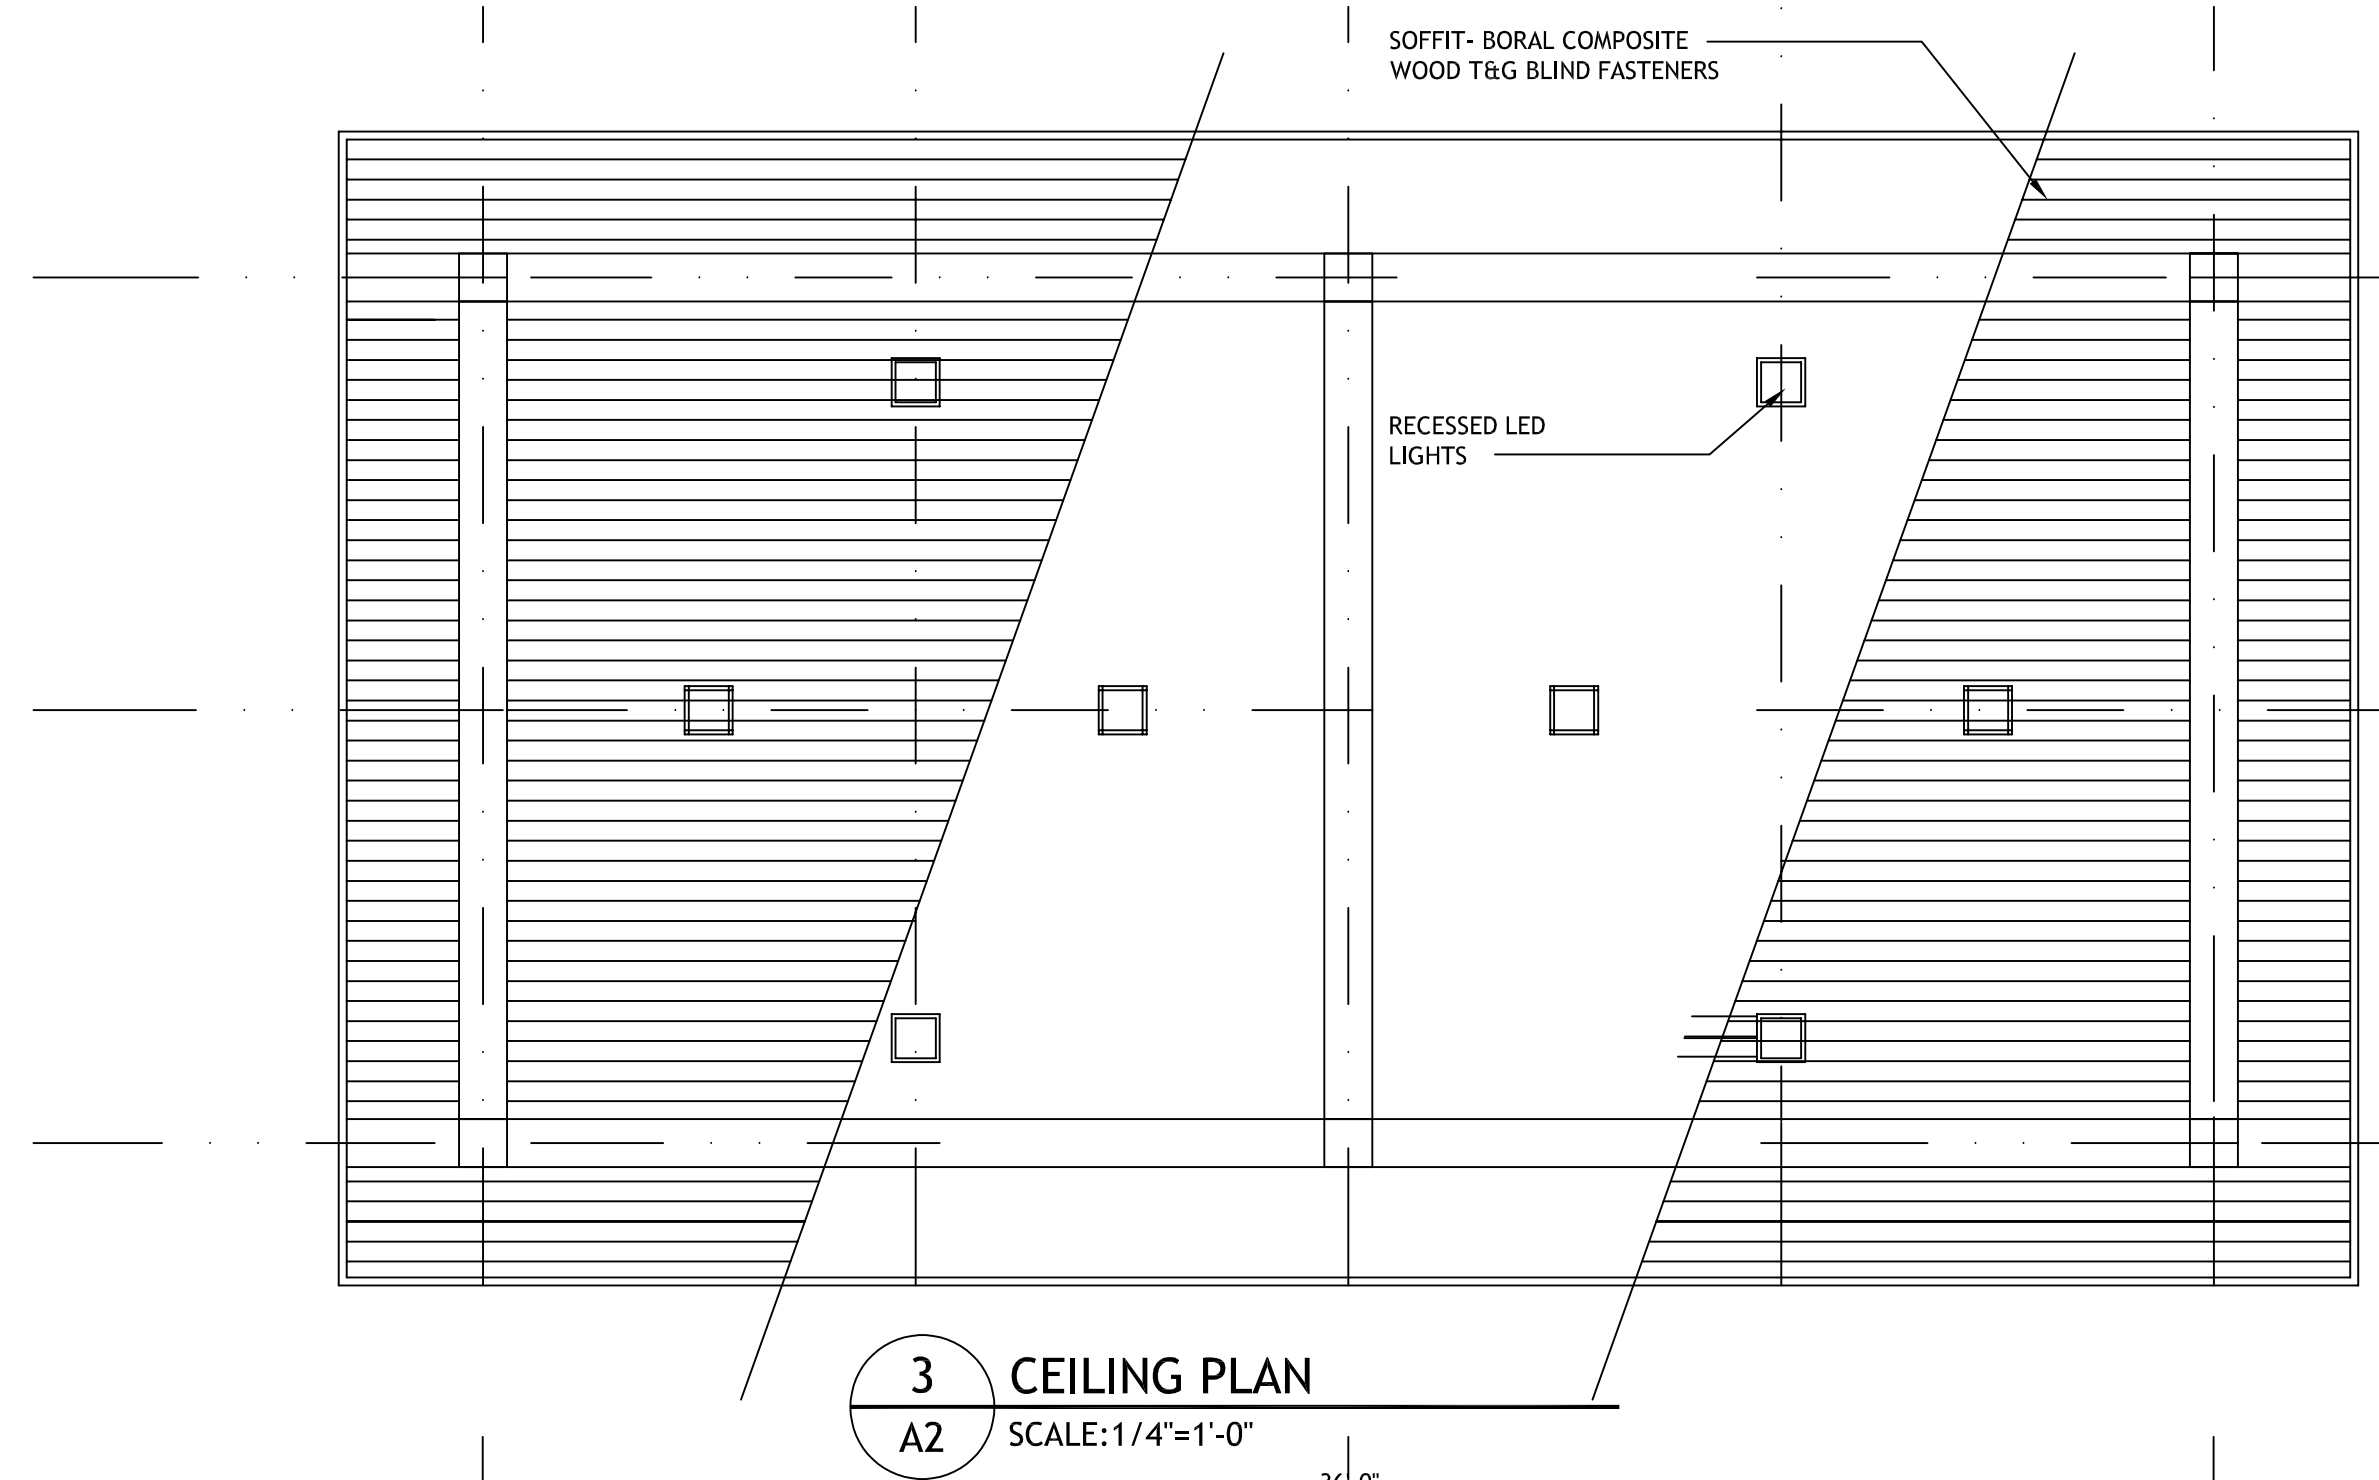 SOFFIT- BORAL COMPOSITE
WOOD T&G BLIND FASTENERS
RECESSED LED
LIGHTS
3
CEILING PLAN
A2
SCALE:1/4"=1'-0"